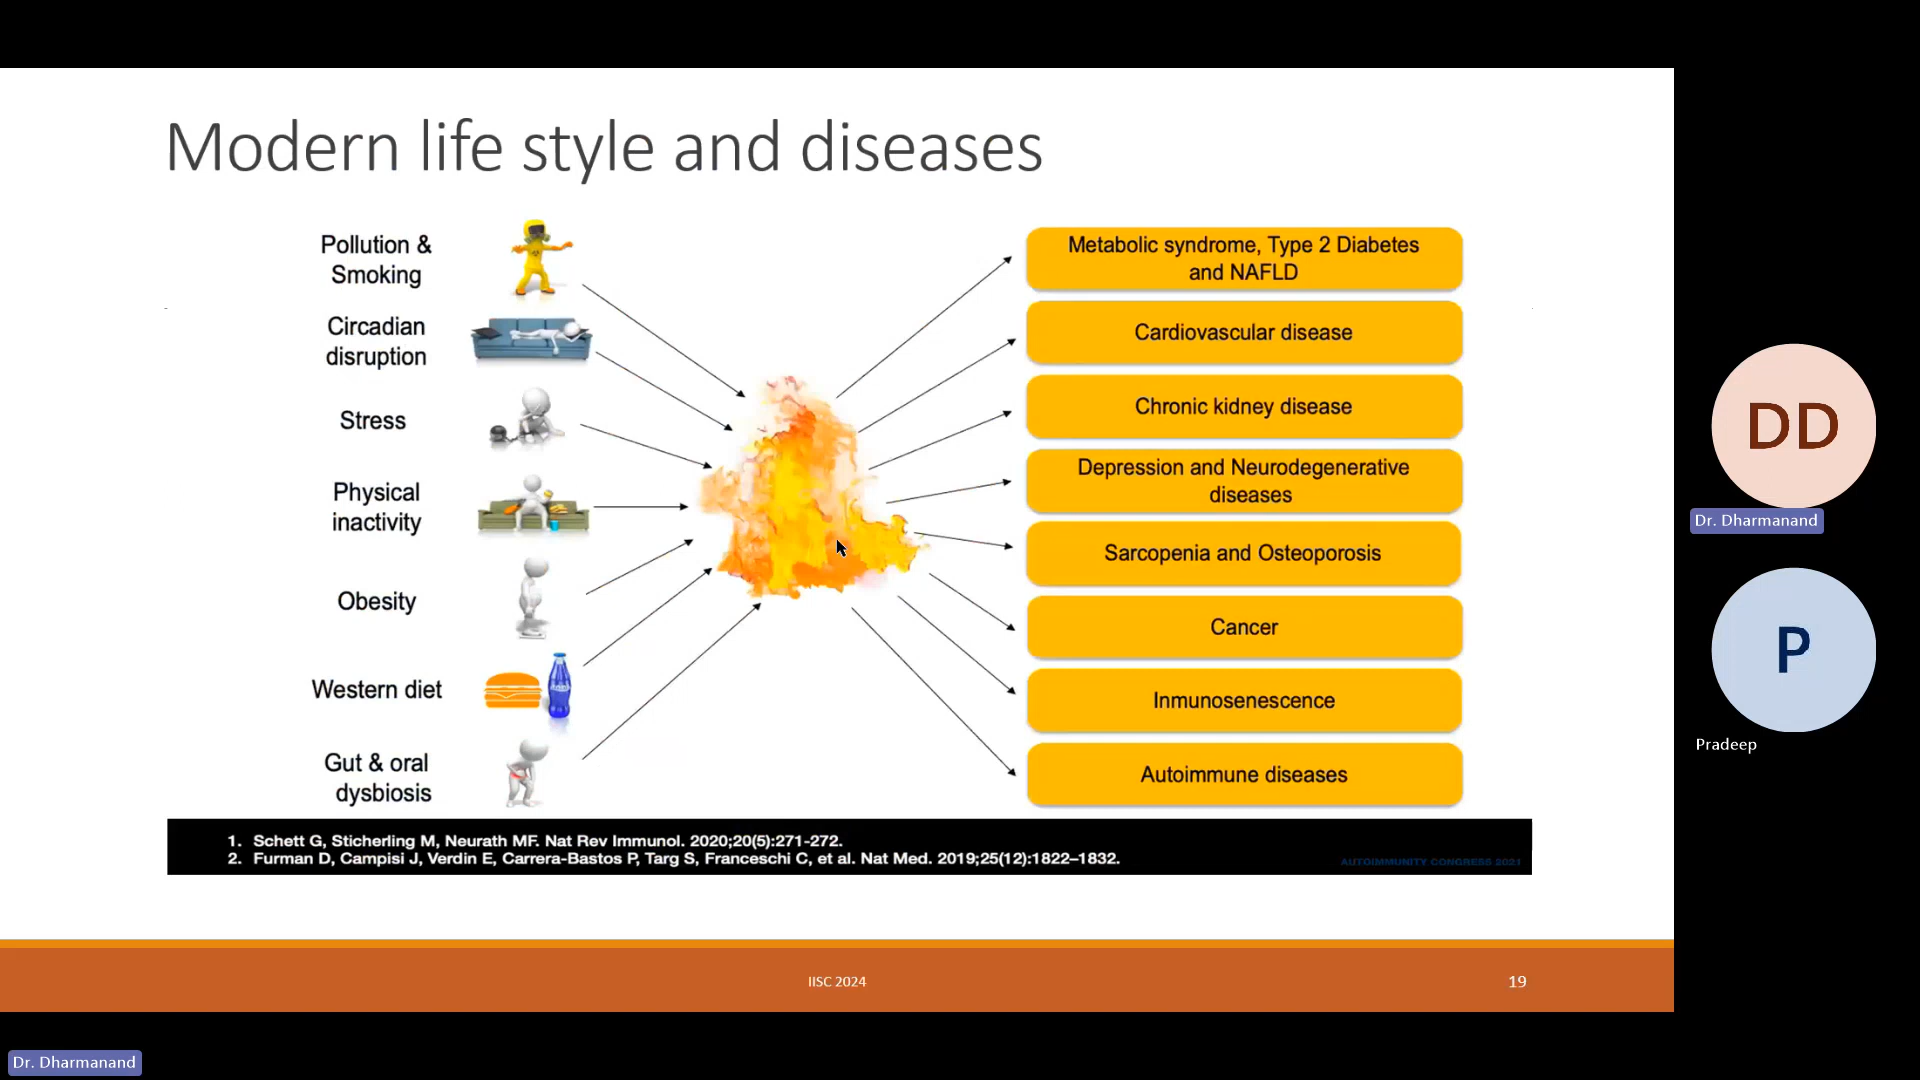 Modern life style and diseases
Pollution &
Smoking
Circadian
disruption
Stress
Physical
inactivity
Obesity
Western diet
Gut & oral
dysbiosis
Metabolic syndrome, Type 2 Diabetes
and NAFLD
Cardiovascular disease
Chronic kidney disease
Depression and Neurodegenerative
diseases
Sarcopenia and Osteoporosis
Cancer
Inmunosenescence
Autoimmune diseases
1. Schett G, Sticherling M, Neurath MF. Nat Rev Immunol. 2020;20(5):271-272.
2. Furman D, Campisi J, Verdin E, Carrera-Bastos P, Targ S, Franceschi C, et al. Nat Med. 2019;25(12):1822–1832.
AUTOIMMUNITY CONGRESS 2021
IISC 2024
19
DD
Dr. Dharmanand
P
Pradeep
Dr. Dharmanand